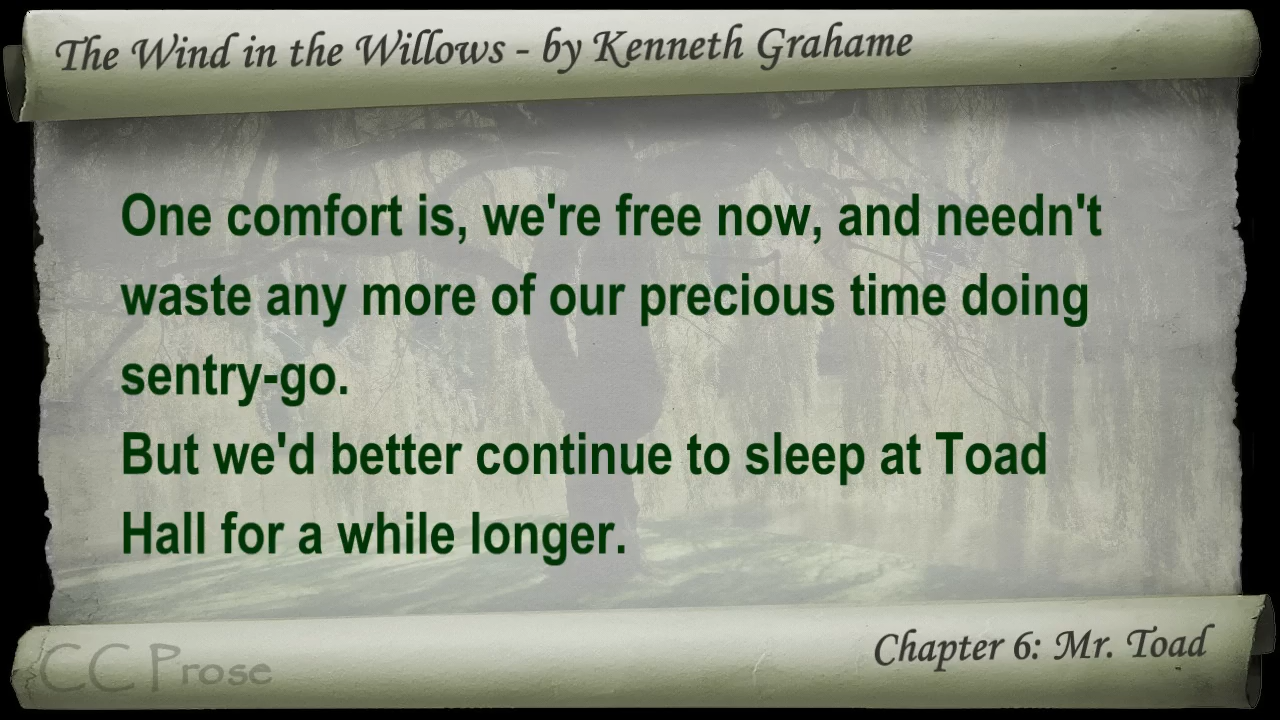 The Wind in the Willows - by Kenneth Grahame
One comfort is, we're free now, and needn't
waste any more of our precious time doing
sentry-go.
But we'd better continue to sleep at Toad
Hall for a while longer.
Chapter 6: Mr. Toad
CC Prose